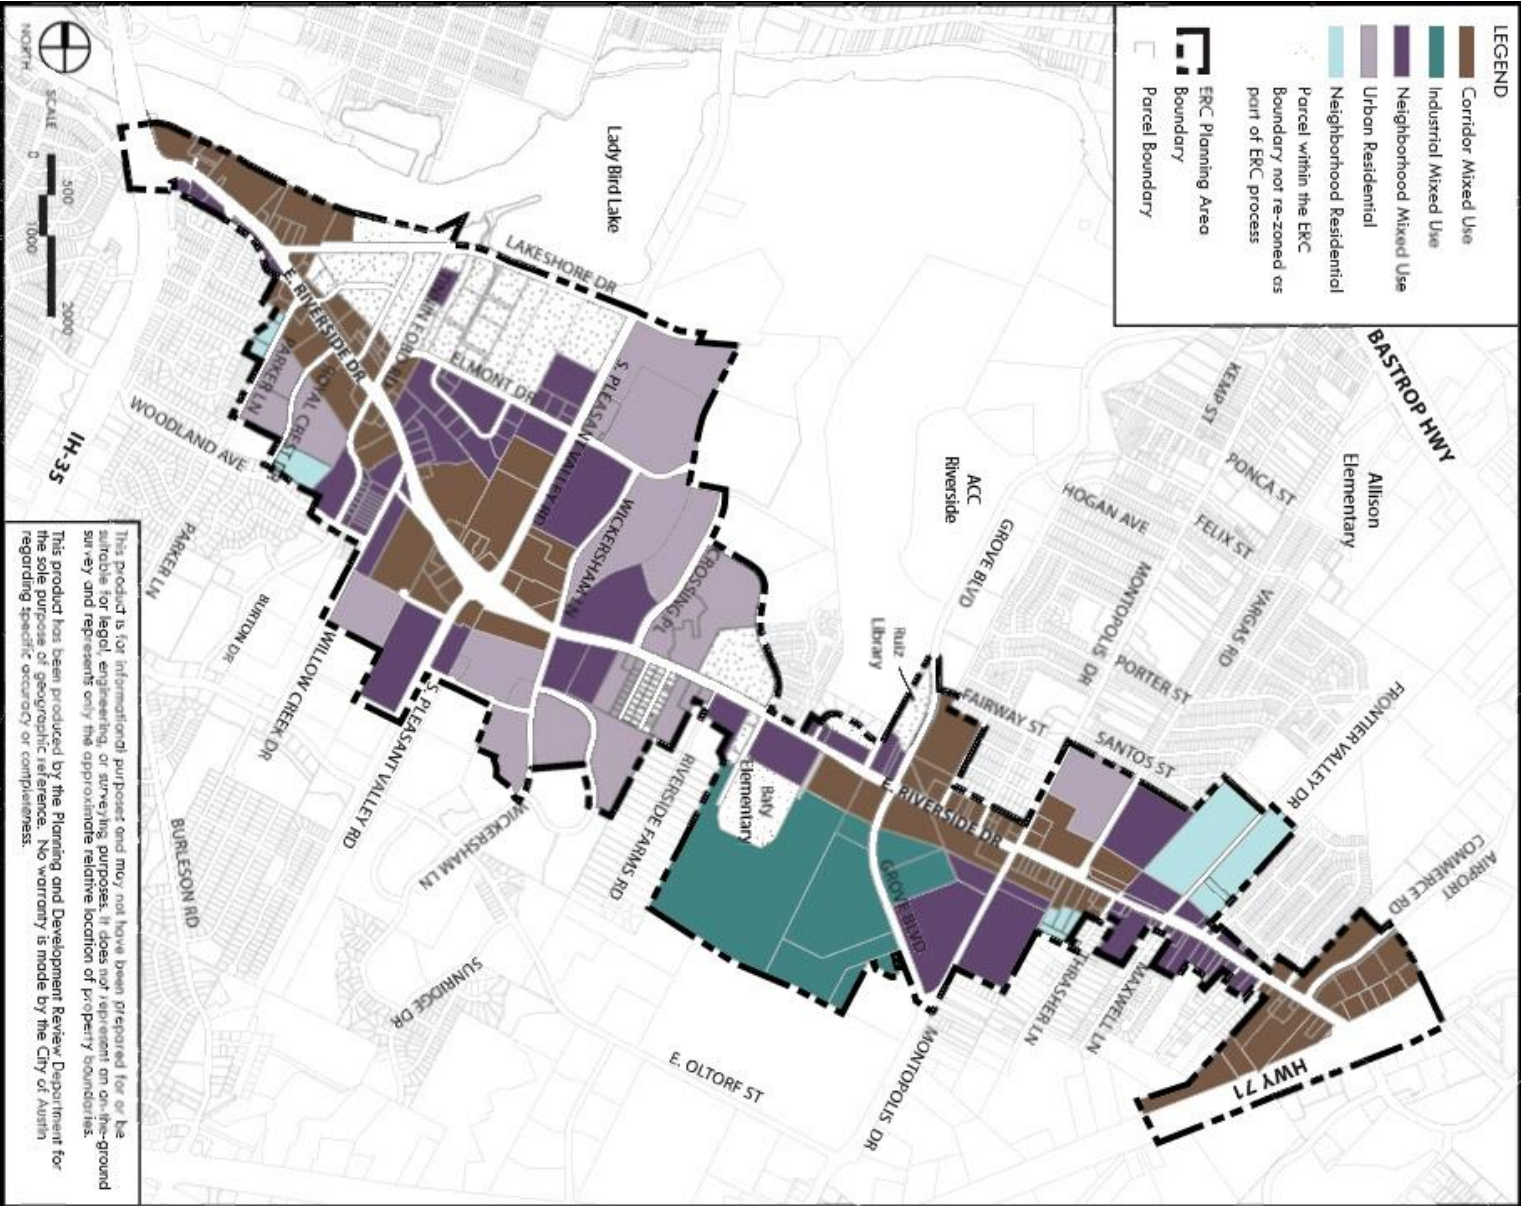 LEGEND
Corridor Mixed Use
Industrial Mixed Use
Neighborhood Mixed Use
Urban Residential
Neighborhood Residential
Parcel within the ERC
Boundary not re-zoned as
part of ERC process
ERC Planning Area
Boundary
Parcel Boundary
BASTROP HWY
Allison
Elementary
KEMP ST
PONCA ST
FELIX ST
HOGAN AVE
VARGAS RD
MONTOPOLIS DR
PORTER ST
FRONTIER VALLEY DR
AIRPORT
COMMERCE RD
ACC
Riverside
GROVE BLVD
FAIRWAY ST
SANTOS ST
Ruiz
Library
Lady Bird Lake
LAKESHORE DR
S. PLEASANT VALLEY RD
ELMONT DR
WICKERSHAM LN
CROSSING PL
E. RIVERSIDE DR
E. RIVERSIDE DR
PARKER LN
ROYAL CREST DR
WOODLAND AVE
IH-35
PARKER LN
BURTON DR
WILLOW CREEK DR
S. PLEASANT VALLEY RD
BURLESON RD
WICKERSHAM LN
RIVERSIDE FARMS RD
SUNRIDGE DR
Baty
Elementary
GROVE BLVD
THRASHER LN
MAXWELL LN
HWY 71
MONTOPOLIS DR
E. OLTORF ST
NORTH
SCALE
0 500 1000 2000
This product is for informational purposes and may not have been prepared for or be
suitable for legal, engineering, or surveying purposes. It does not represent an on-the-ground
survey and represents only the approximate relative location of property boundaries.
This product has been produced by the Planning and Development Review Department for
the sole purpose of geographic reference. No warranty is made by the City of Austin
regarding specific accuracy or completeness.